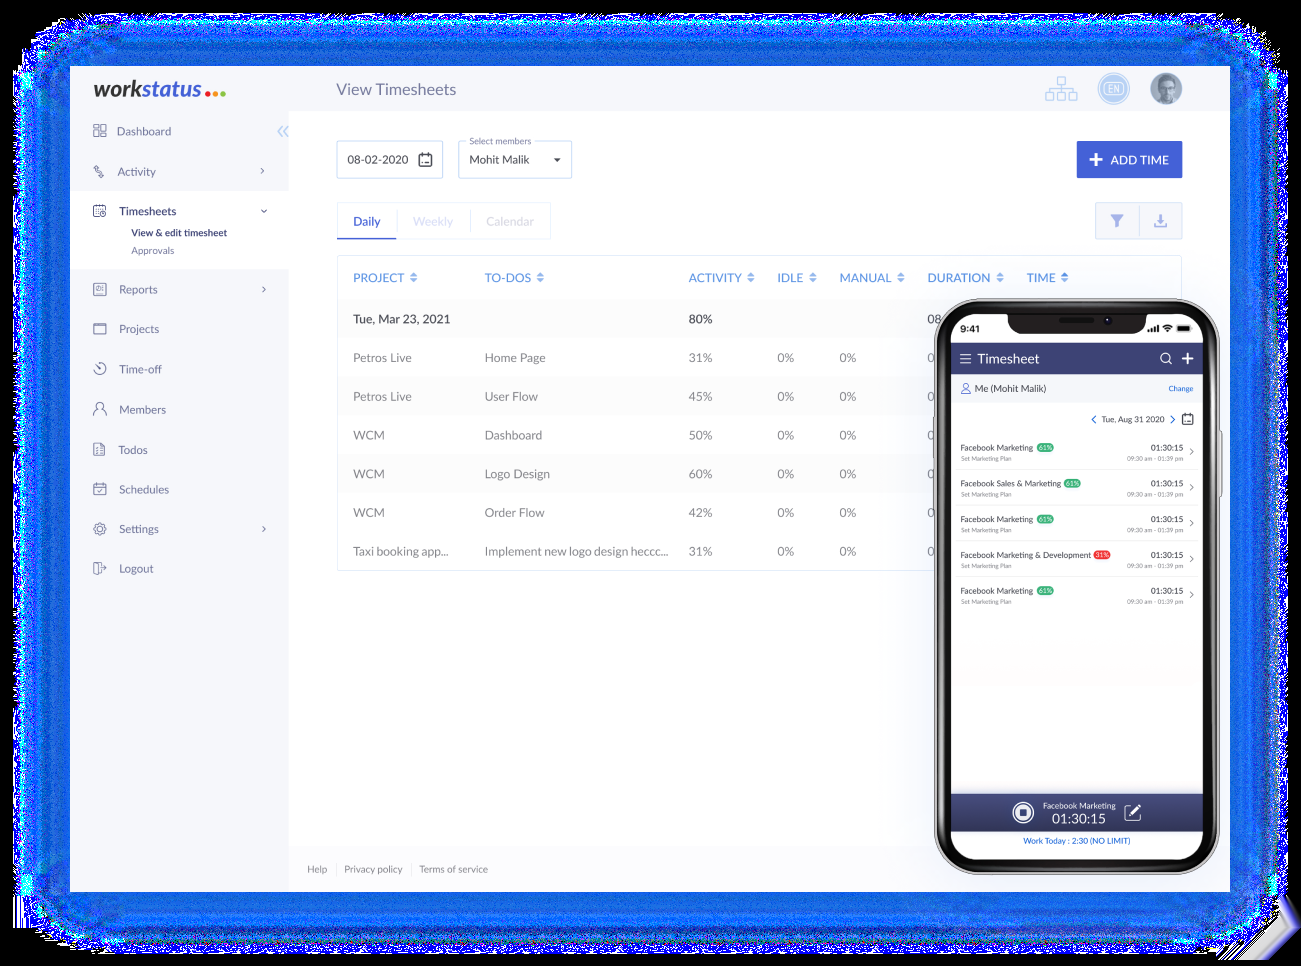 workstatus
View Timesheets
EN
Dashboard
Activity
Timesheets
View & edit timesheet
Approvals
Reports
Projects
Time-off
Members
Todos
Schedules
Settings
Logout
08-02-2020
Select members
Mohit Malik
ADD TIME
Daily Weekly Calendar
PROJECT TO-DOS ACTIVITY IDLE MANUAL DURATION TIME
Tue, Mar 23, 2021 80% 08
Petros Live Home Page 31% 0% 0% 0
Petros Live User Flow 45% 0% 0% 0
WCM Dashboard 50% 0% 0% 0
WCM Logo Design 60% 0% 0% 0
WCM Order Flow 42% 0% 0% 0
Taxi booking app... Implement new logo design heccc... 31% 0% 0% 0
Help Privacy policy Terms of service
9:41
Timesheet
Me (Mohit Malik) Change
Tue, Aug 31 2020
Facebook Marketing 61% 01:30:15
Set Marketing Plan 09:30 am - 01:39 pm
Facebook Sales & Marketing 61% 01:30:15
Set Marketing Plan 09:30 am - 01:39 pm
Facebook Marketing 61% 01:30:15
Set Marketing Plan 09:30 am - 01:39 pm
Facebook Marketing & Development 31% 01:30:15
Set Marketing Plan 09:30 am - 01:39 pm
Facebook Marketing 61% 01:30:15
Set Marketing Plan 09:30 am - 01:39 pm
Facebook Marketing
01:30:15
Work Today : 2:30 (NO LIMIT)